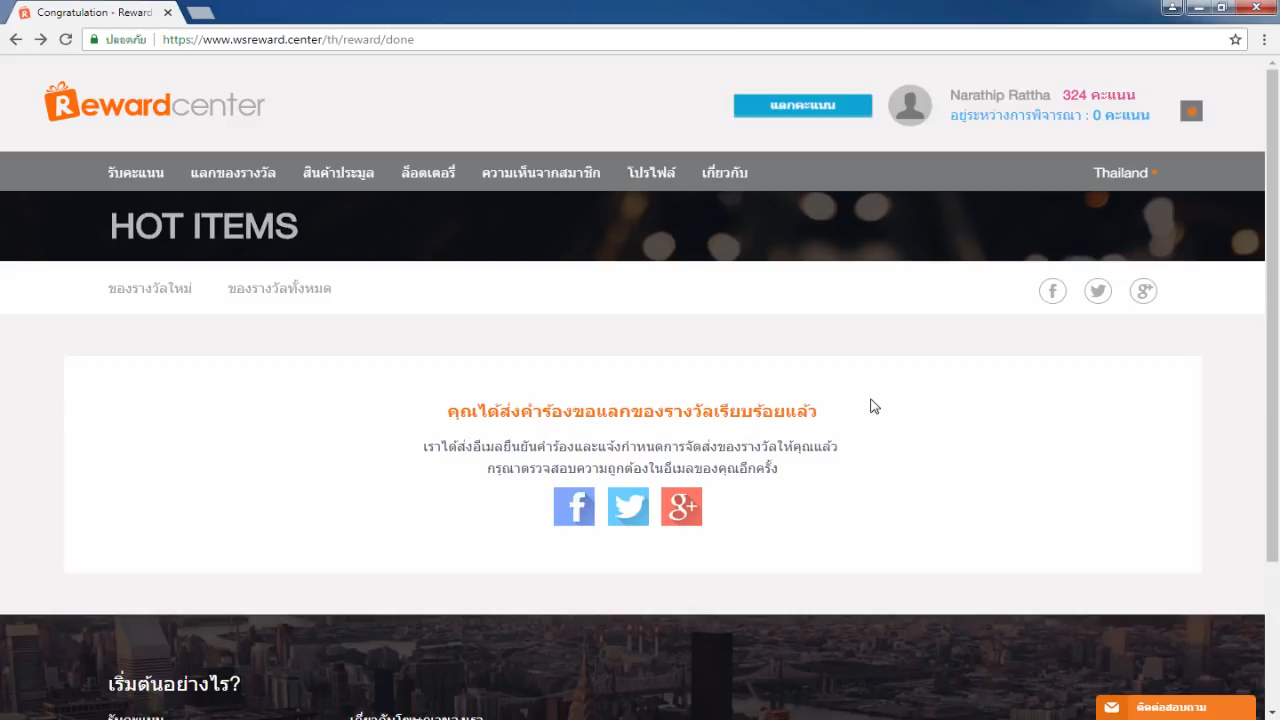 Congratulation - Reward
ปลอดภัย
https://www.wsreward.center/th/reward/done
Rewardcenter
แลกคะแนน
Narathip Rattha 324 คะแนน
อยู่ระหว่างการพิจารณา : 0 คะแนน
รับคะแนน แลกของรางวัล สินค้าประมูล ล็อตเตอรี่ ความเห็นจากสมาชิก โปรไฟล์ เกี่ยวกับ Thailand
HOT ITEMS
ของรางวัลใหม่ ของรางวัลทั้งหมด
คุณได้ส่งคำร้องขอแลกของรางวัลเรียบร้อยแล้ว
เราได้ส่งอีเมลยืนยันคำร้องและแจ้งกำหนดการจัดส่งของรางวัลให้คุณแล้ว
กรุณาตรวจสอบความถูกต้องในอีเมลของคุณอีกครั้ง
เริ่มต้นอย่างไร?
รับคะแนน
ติดต่อสอบถาม